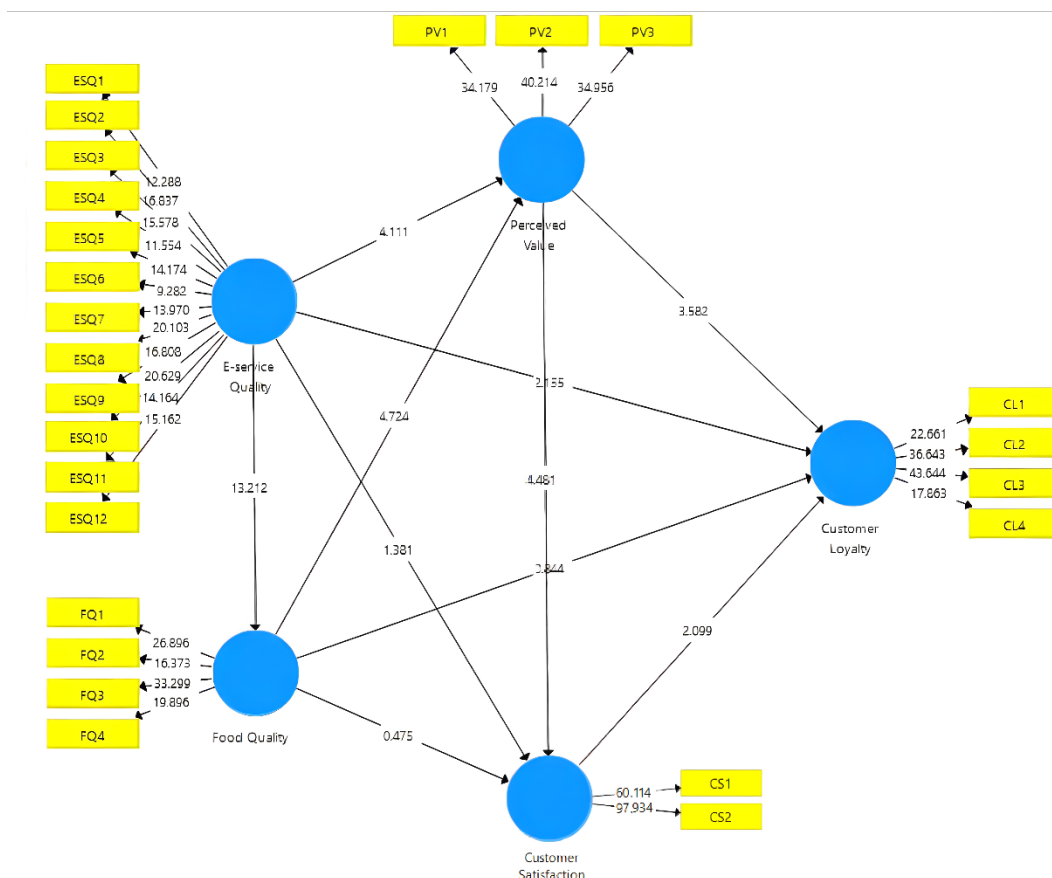 PV1 PV2 PV3
34.179 40.214 34.956
ESQ1
ESQ2
ESQ3
ESQ4
ESQ5
ESQ6
ESQ7
ESQ8
ESQ9
ESQ10
ESQ11
ESQ12
12.288
16.837
15.578
11.554
14.174
9.282
13.970
20.103
16.808
20.629
14.164
15.162
E-service
Quality
Perceived
Value
4.111
3.582
2.155
4.724
4.481
13.212
1.381
2.099
0.475
CL1
CL2
CL3
CL4
22.661
36.643
43.644
17.863
Customer
Loyalty
FQ1
FQ2
FQ3
FQ4
26.896
16.373
33.299
19.896
Food Quality
60.114
97.934
CS1
CS2
Customer
Satisfaction